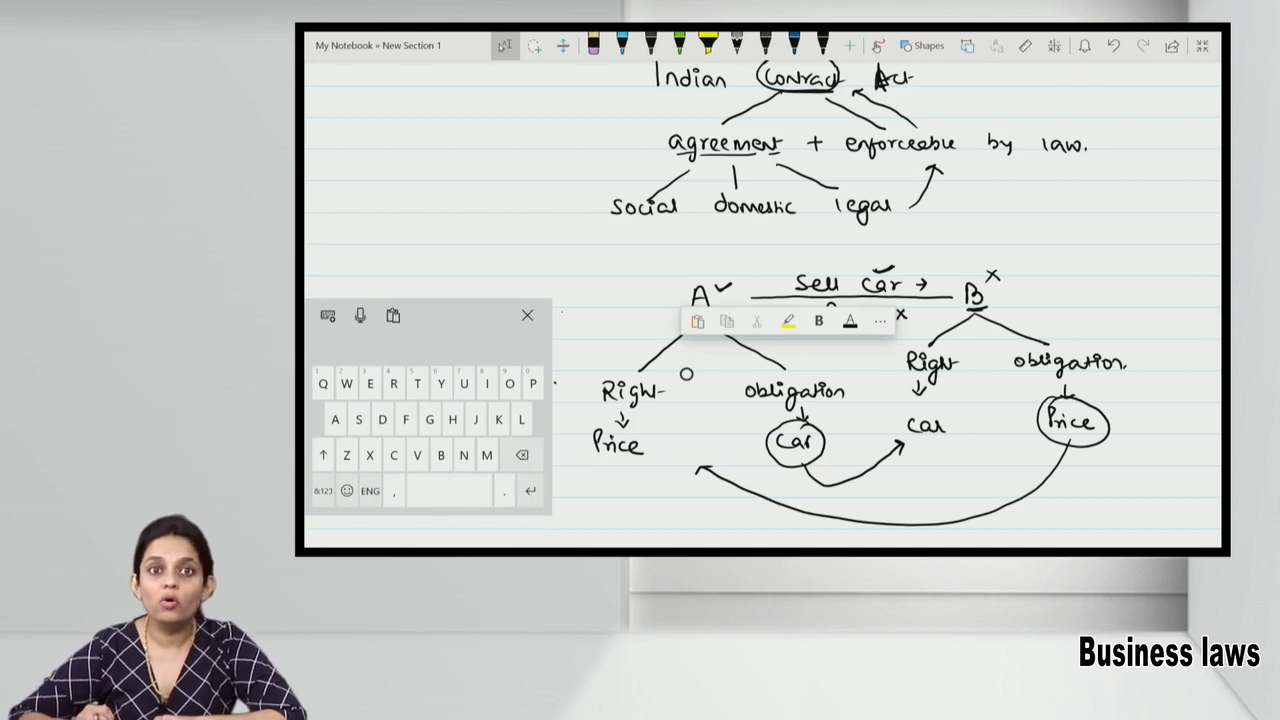 My Notebook » New Section 1
Shapes
Indian Contract Act
agreement + enforceable by law.
social domestic legal
A✓ Sell Car → B×
×
B A ...
Right obligation.
Right obligation
Price Car Car Price
Q W E R T Y U I O P
A S D F G H J K L
Z X C V B N M
&123 ENG , .
Business laws